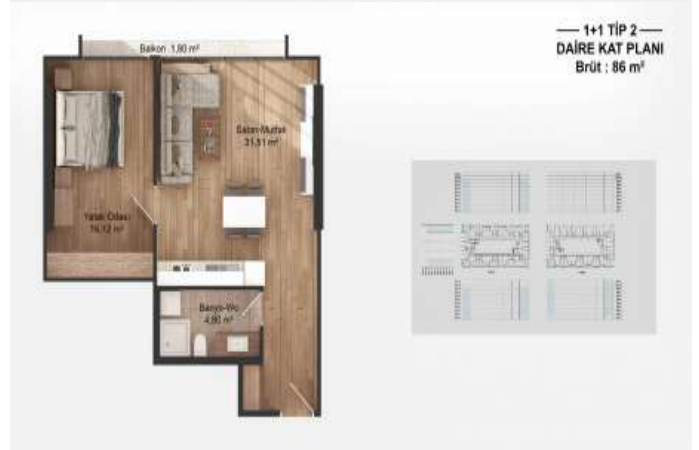 1+1 TİP 2
DAİRE KAT PLANI
Brüt : 86 m²
Balkon 1,80 m²
Salon-Mutfak
31,51 m²
Yatak Odası
16,12 m²
Banyo-Wc
4,80 m²